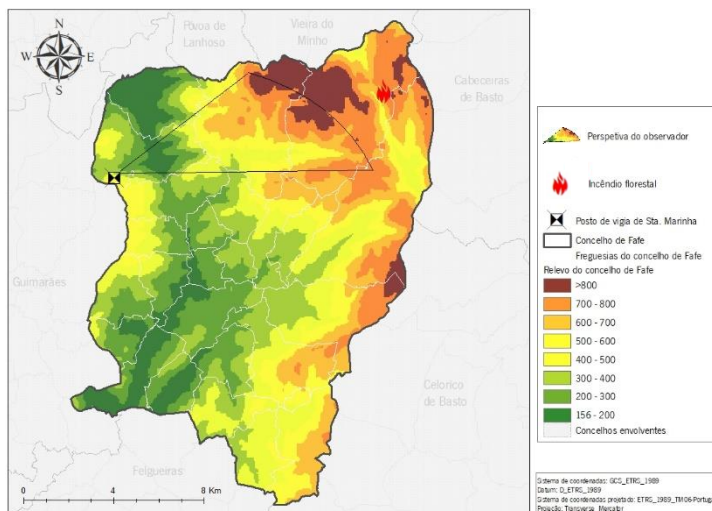 N
W
E
S
Póvoa de
Lanhoso
Vieira do
Minho
Cabeceiras
de Basto
Guimarães
Celorico
de Basto
Felgueiras
0
4
8 Km
Perspetiva do observador
Incêndio florestal
Posto de vigia de Sta. Marinha
Concelho de Fafe
Freguesias do concelho de Fafe
Relevo do concelho de Fafe
>800
700 - 800
600 - 700
500 - 600
400 - 500
300 - 400
200 - 300
156 - 200
Concelhos envolventes
Sistema de coordenadas: GCS_ETRS_1989
Datum: D_ETRS_1989
Sistema de coordenadas projetado: ETRS_1989_TM06-Portugal
Projeção: Transverse_Mercator